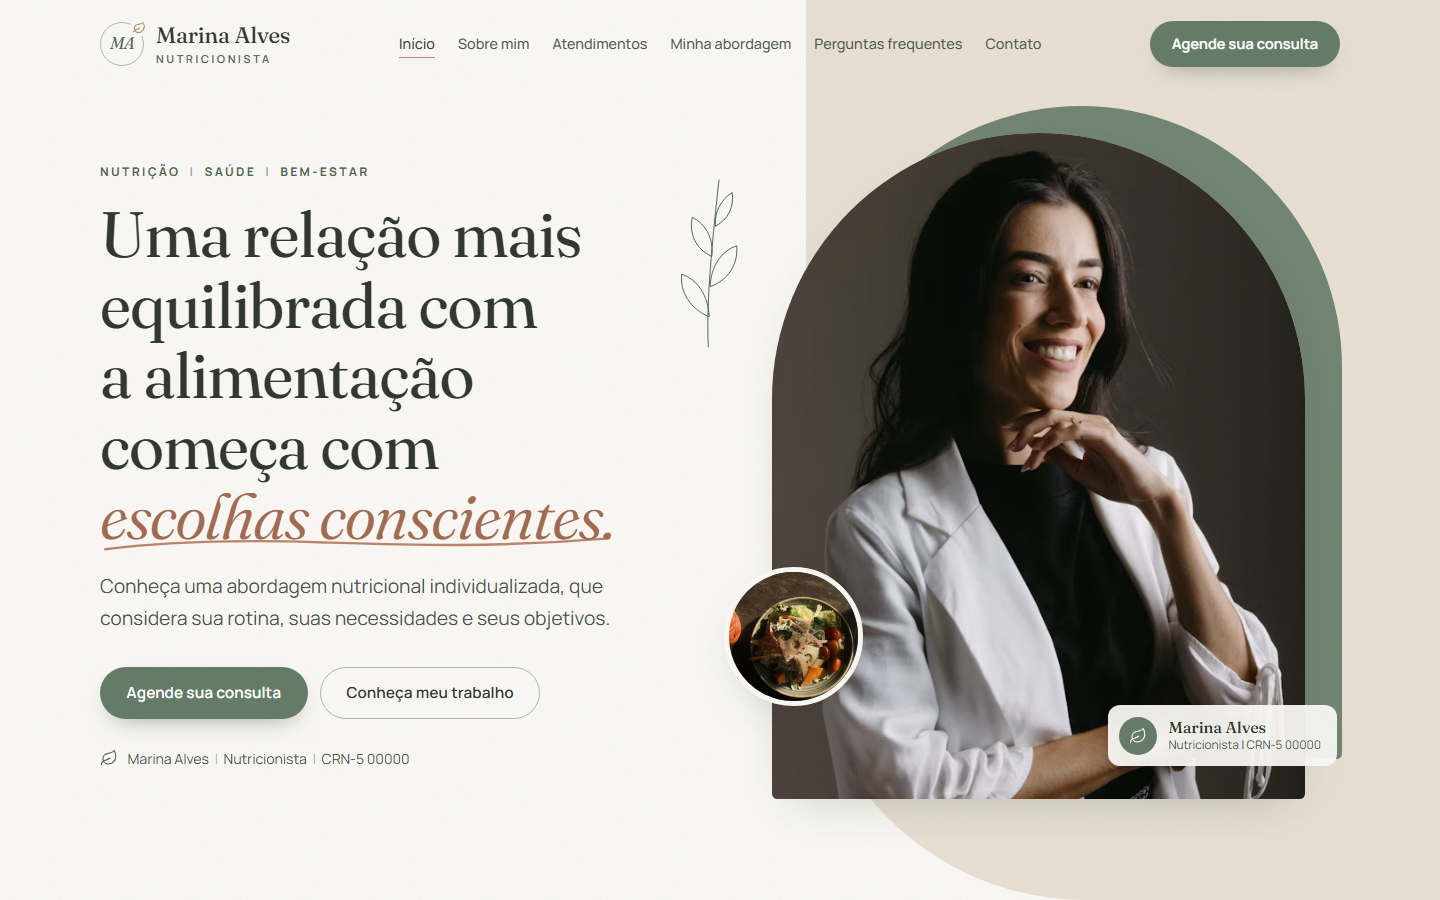 MA
Marina Alves
NUTRICIONISTA
Início
Sobre mim
Atendimentos
Minha abordagem
Perguntas frequentes
Contato
Agende sua consulta
NUTRIÇÃO | SAÚDE | BEM-ESTAR
Uma relação mais
equilibrada com
a alimentação
começa com
escolhas conscientes.
Conheça uma abordagem nutricional individualizada, que
considera sua rotina, suas necessidades e seus objetivos.
Agende sua consulta
Conheça meu trabalho
Marina Alves | Nutricionista | CRN-5 00000
Marina Alves
Nutricionista | CRN-5 00000